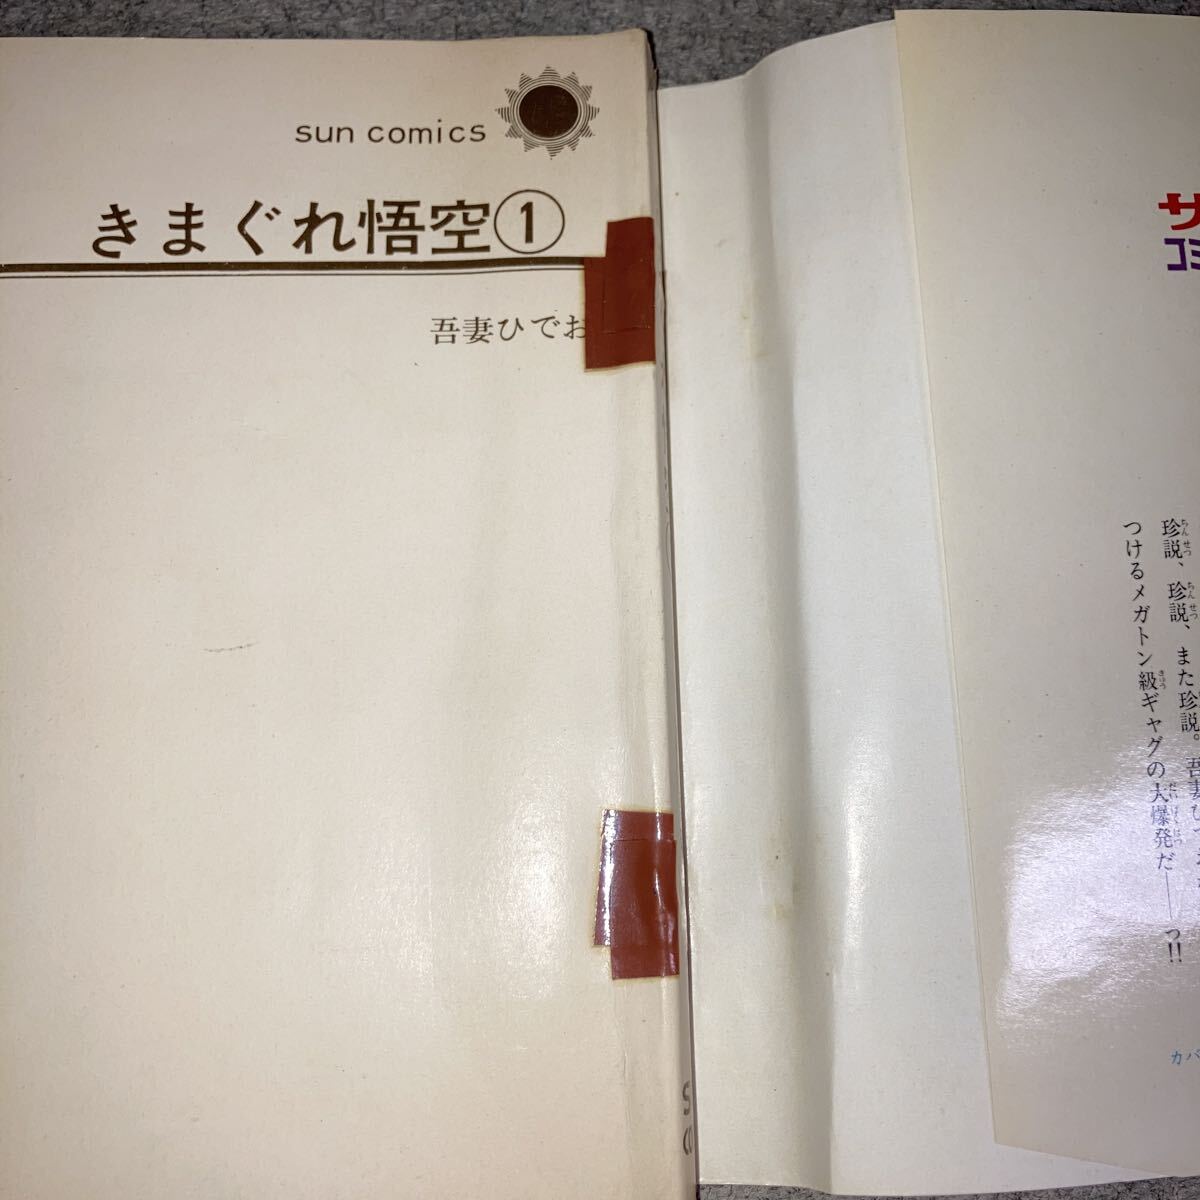 sun comics
きまぐれ悟空①
吾妻ひでお
サ
コミ
珍説、珍説、また珍説。吾妻ひ
つけるメガトン級ギャグの大爆発だ――っ!!
カバ